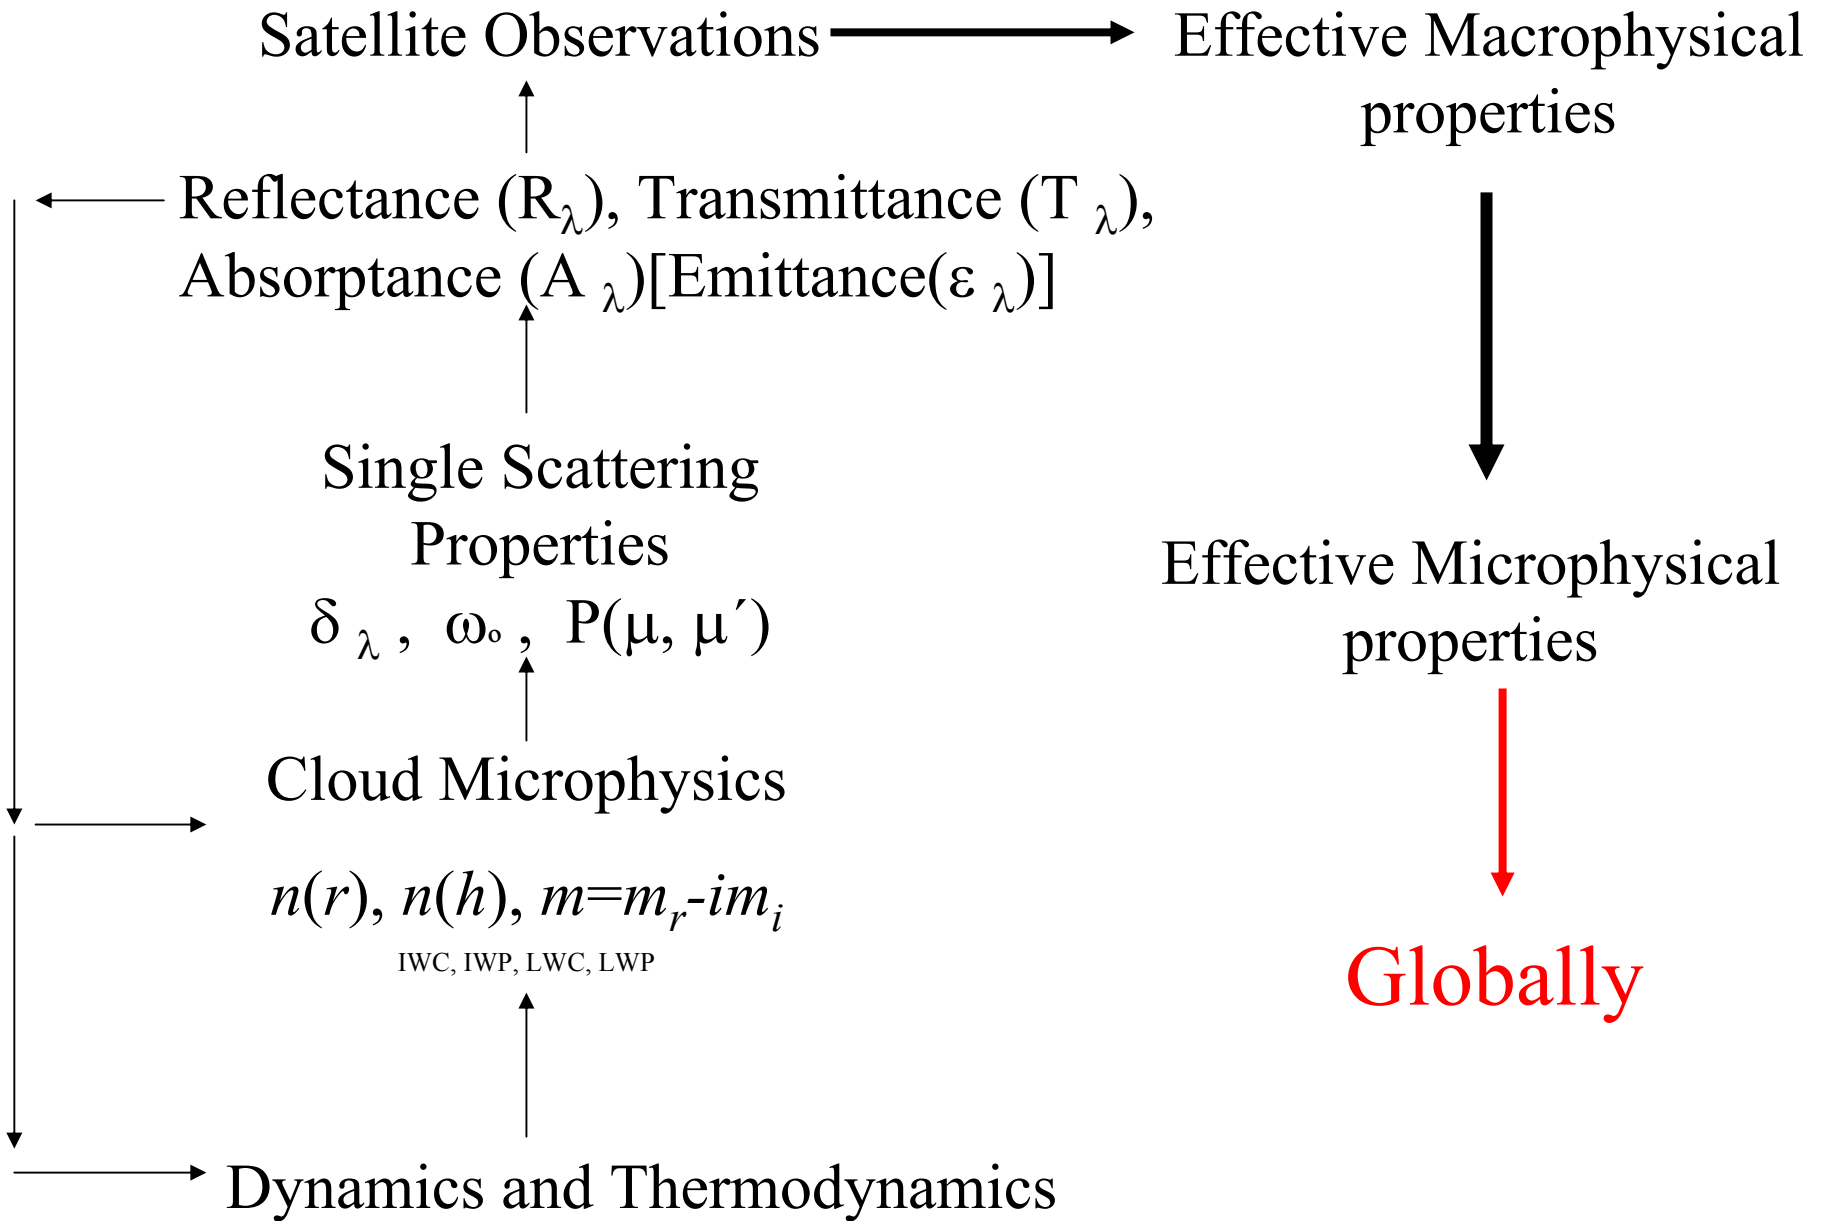 Satellite Observations
Effective Macrophysical
properties
Reflectance (Rλ), Transmittance (T λ),
Absorptance (A λ)[Emittance(ε λ)]
Single Scattering
Properties
δ λ , ωₒ , P(μ, μ´)
Effective Microphysical
properties
Cloud Microphysics
n(r), n(h), m=mr-imi
IWC, IWP, LWC, LWP
Globally
Dynamics and Thermodynamics